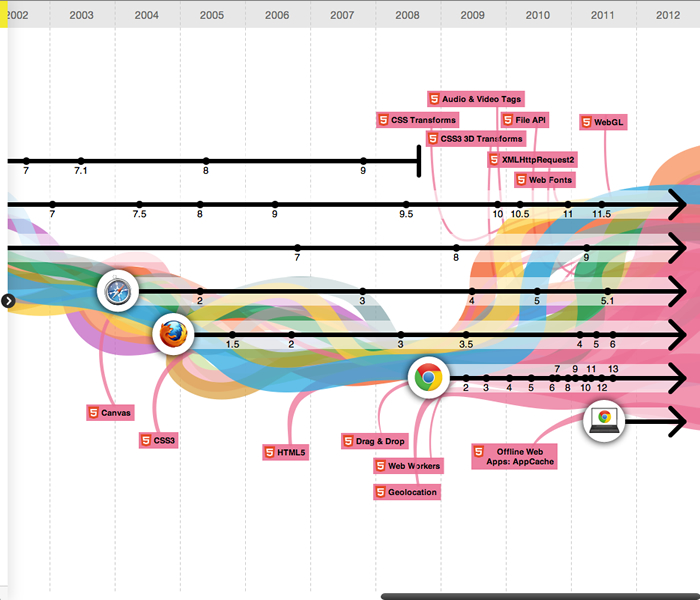 2002 2003 2004 2005 2006 2007 2008 2009 2010 2011 2012
Audio & Video Tags
CSS Transforms
File API
WebGL
CSS3 3D Transforms
XMLHttpRequest2
Web Fonts
7 7.1 8 9
7 7.5 8 9 9.5 10 10.5 11 11.5
7 8 9
2 3 4 5 5.1
1.5 2 3 3.5 4 5 6
7 9 11 13
2 3 4 5 6 8 10 12
Canvas
CSS3
HTML5
Drag & Drop
Web Workers
Geolocation
Offline Web
Apps: AppCache